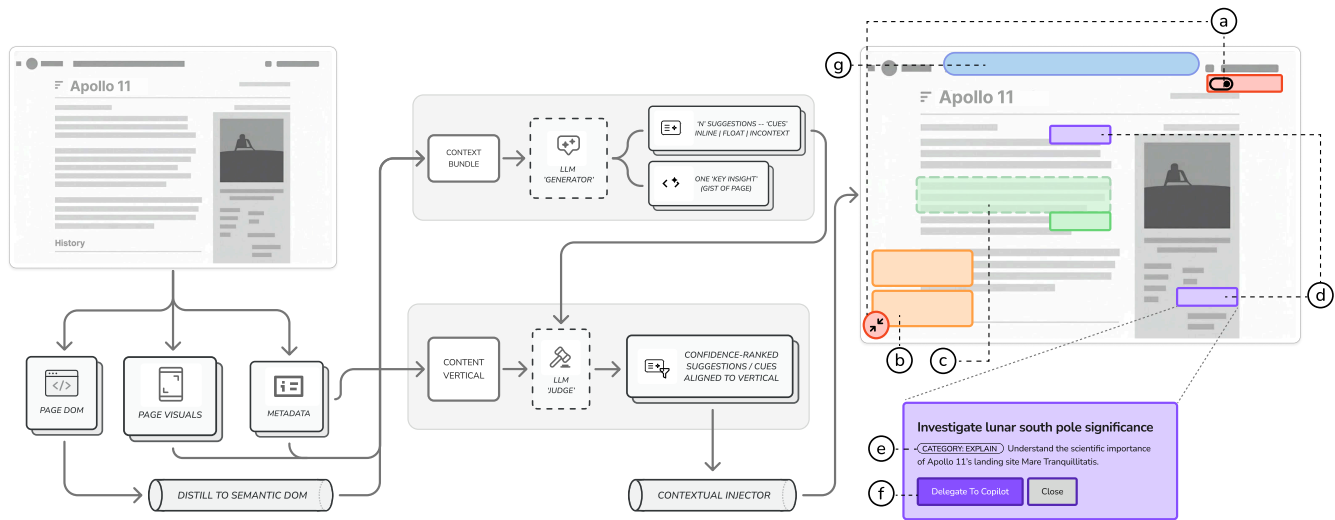 Apollo 11
History
PAGE DOM
PAGE VISUALS
METADATA
DISTILL TO SEMANTIC DOM
CONTEXT
BUNDLE
LLM
'GENERATOR'
'N' SUGGESTIONS -- 'CUES'
INLINE | FLOAT | INCONTEXT
ONE 'KEY INSIGHT'
(GIST OF PAGE)
CONTENT
VERTICAL
LLM
'JUDGE'
CONFIDENCE-RANKED
SUGGESTIONS / CUES
ALIGNED TO VERTICAL
CONTEXTUAL INJECTOR
a
g
Apollo 11
d
b
c
Investigate lunar south pole significance
e
CATEGORY: EXPLAIN Understand the scientific importance
of Apollo 11's landing site Mare Tranquillitatis.
f
Delegate To Copilot
Close